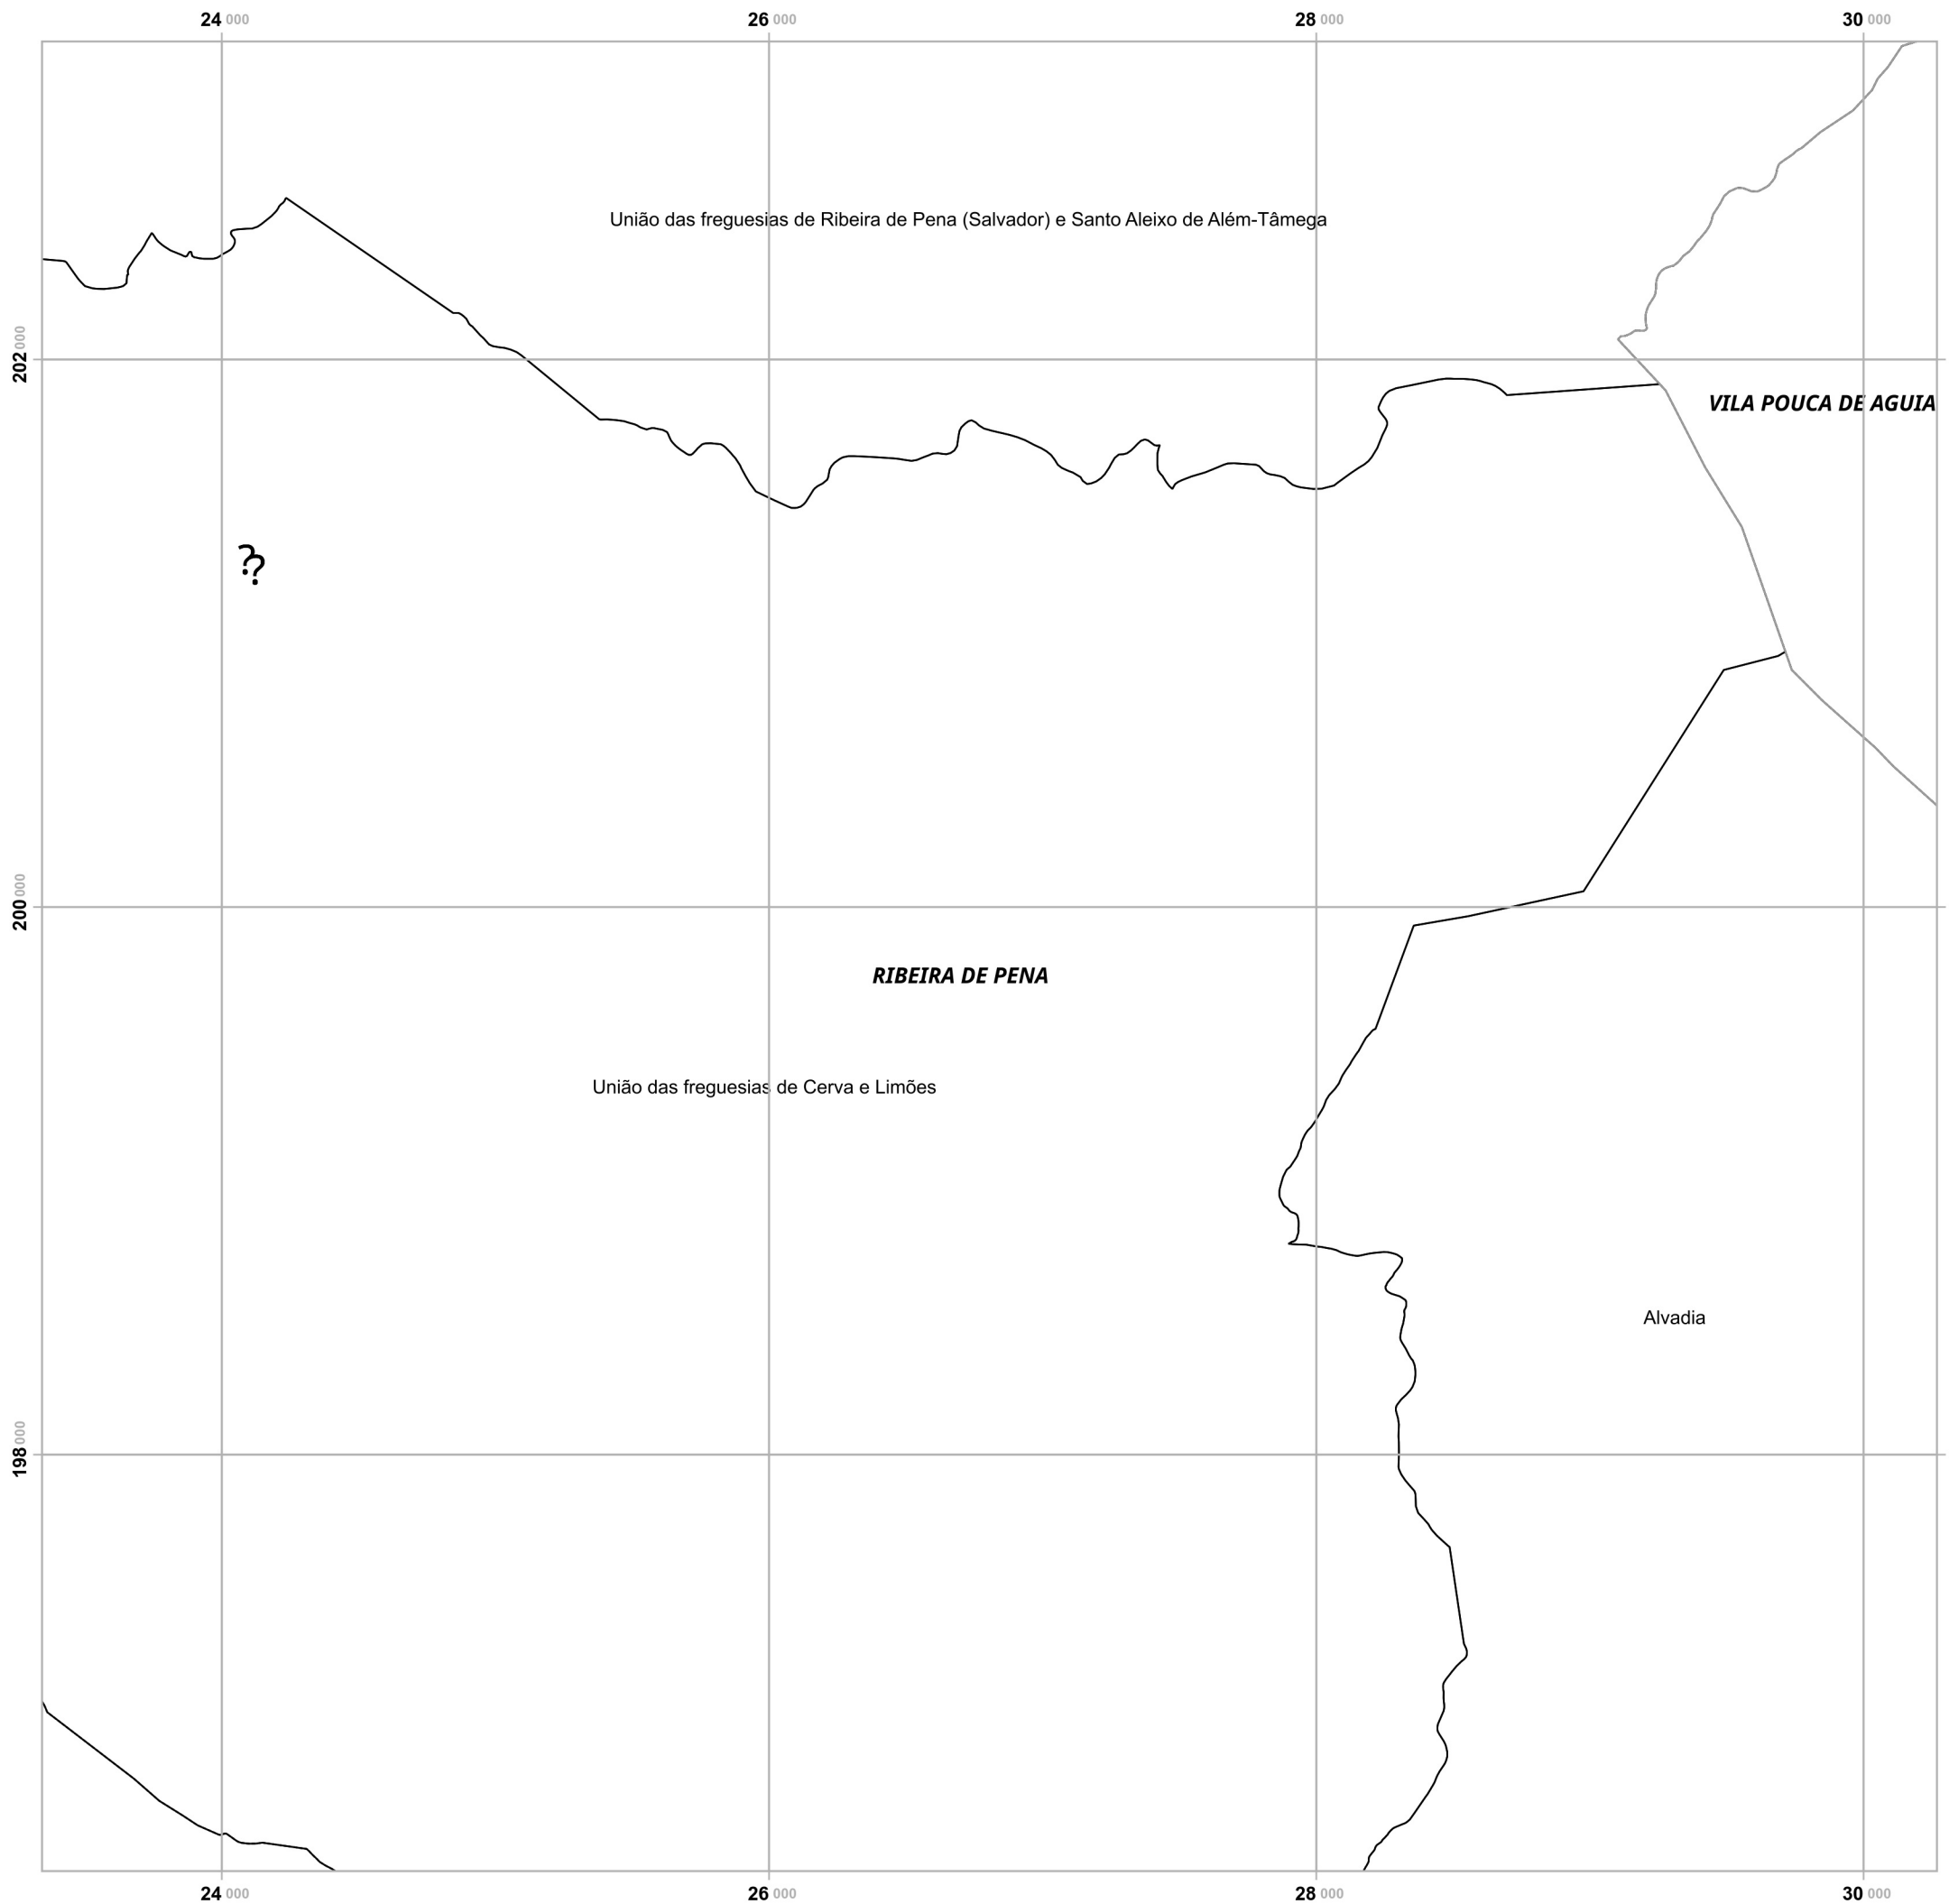 24 000 26 000 28 000 30 000
União das freguesias de Ribeira de Pena (Salvador) e Santo Aleixo de Além-Tâmega
202 000
VILA POUCA DE AGUIA
??
200 000
RIBEIRA DE PENA
União das freguesias de Cerva e Limões
Alvadia
198 000
24 000 26 000 28 000 30 000